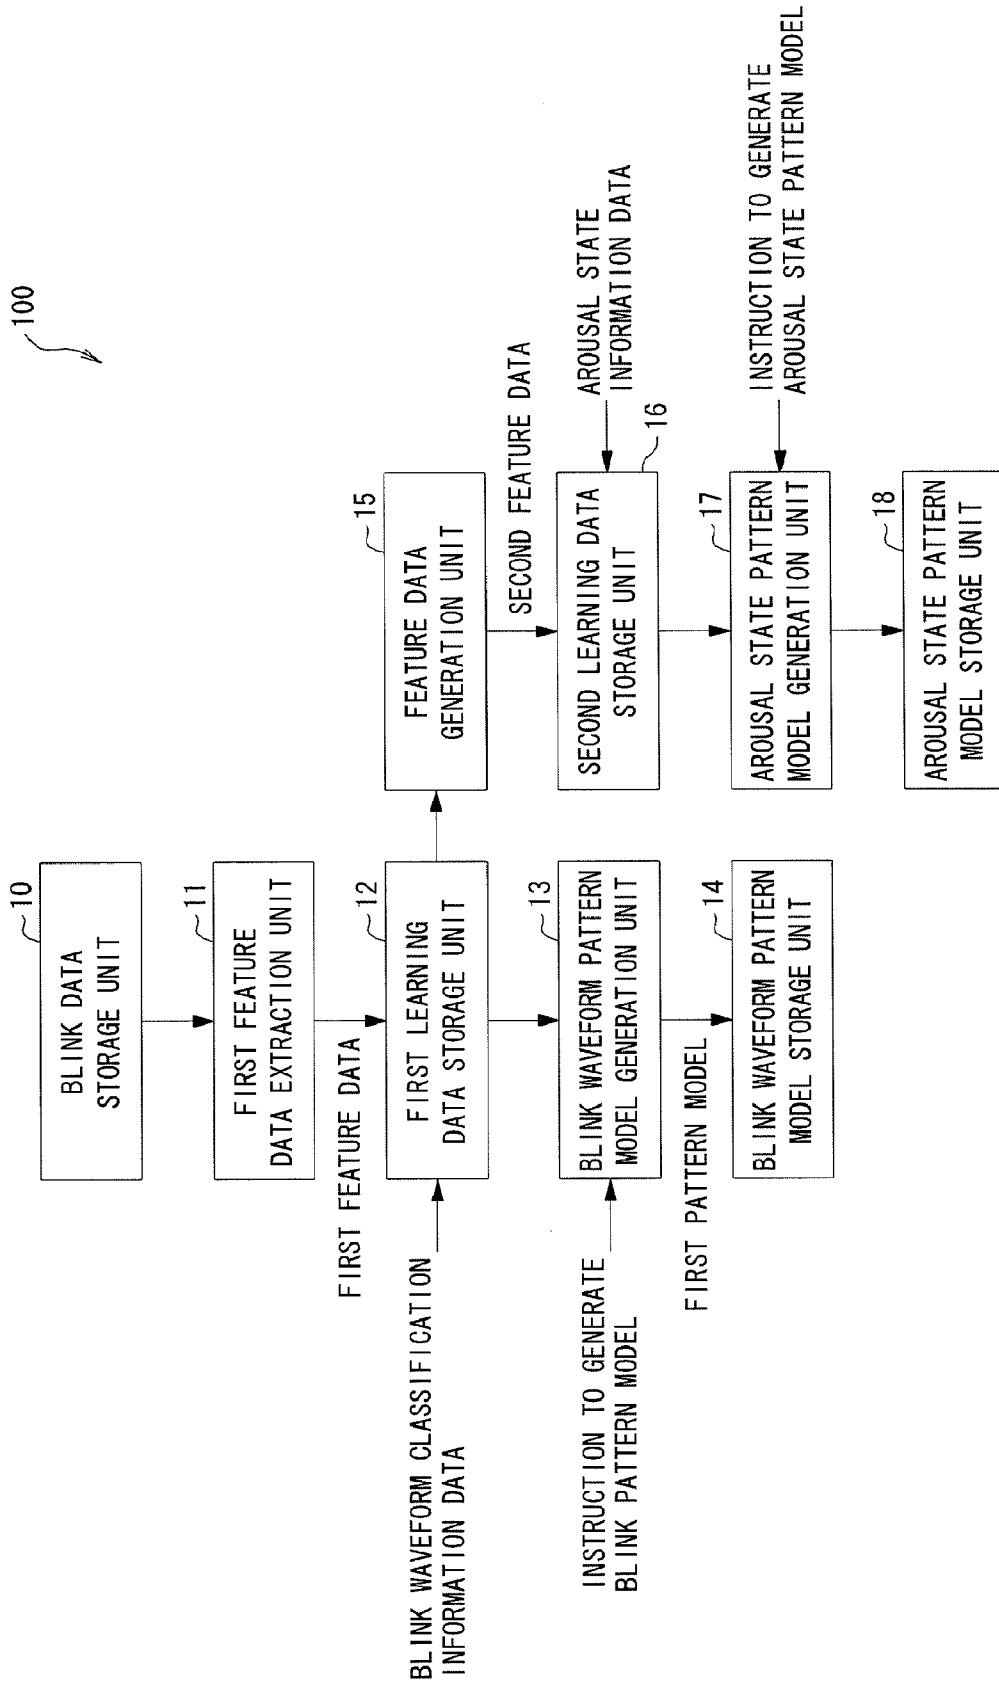 100
10
BLINK DATA
STORAGE UNIT
11
FIRST FEATURE
DATA EXTRACTION UNIT
FIRST FEATURE DATA
BLINK WAVEFORM CLASSIFICATION
INFORMATION DATA
12
FIRST LEARNING
DATA STORAGE UNIT
15
FEATURE DATA
GENERATION UNIT
SECOND FEATURE DATA
INSTRUCTION TO GENERATE
BLINK PATTERN MODEL
13
BLINK WAVEFORM PATTERN
MODEL GENERATION UNIT
SECOND LEARNING DATA
STORAGE UNIT
16
AROUSAL STATE
INFORMATION DATA
FIRST PATTERN MODEL
14
BLINK WAVEFORM PATTERN
MODEL STORAGE UNIT
17
AROUSAL STATE PATTERN
MODEL GENERATION UNIT
INSTRUCTION TO GENERATE
AROUSAL STATE PATTERN MODEL
18
AROUSAL STATE PATTERN
MODEL STORAGE UNIT